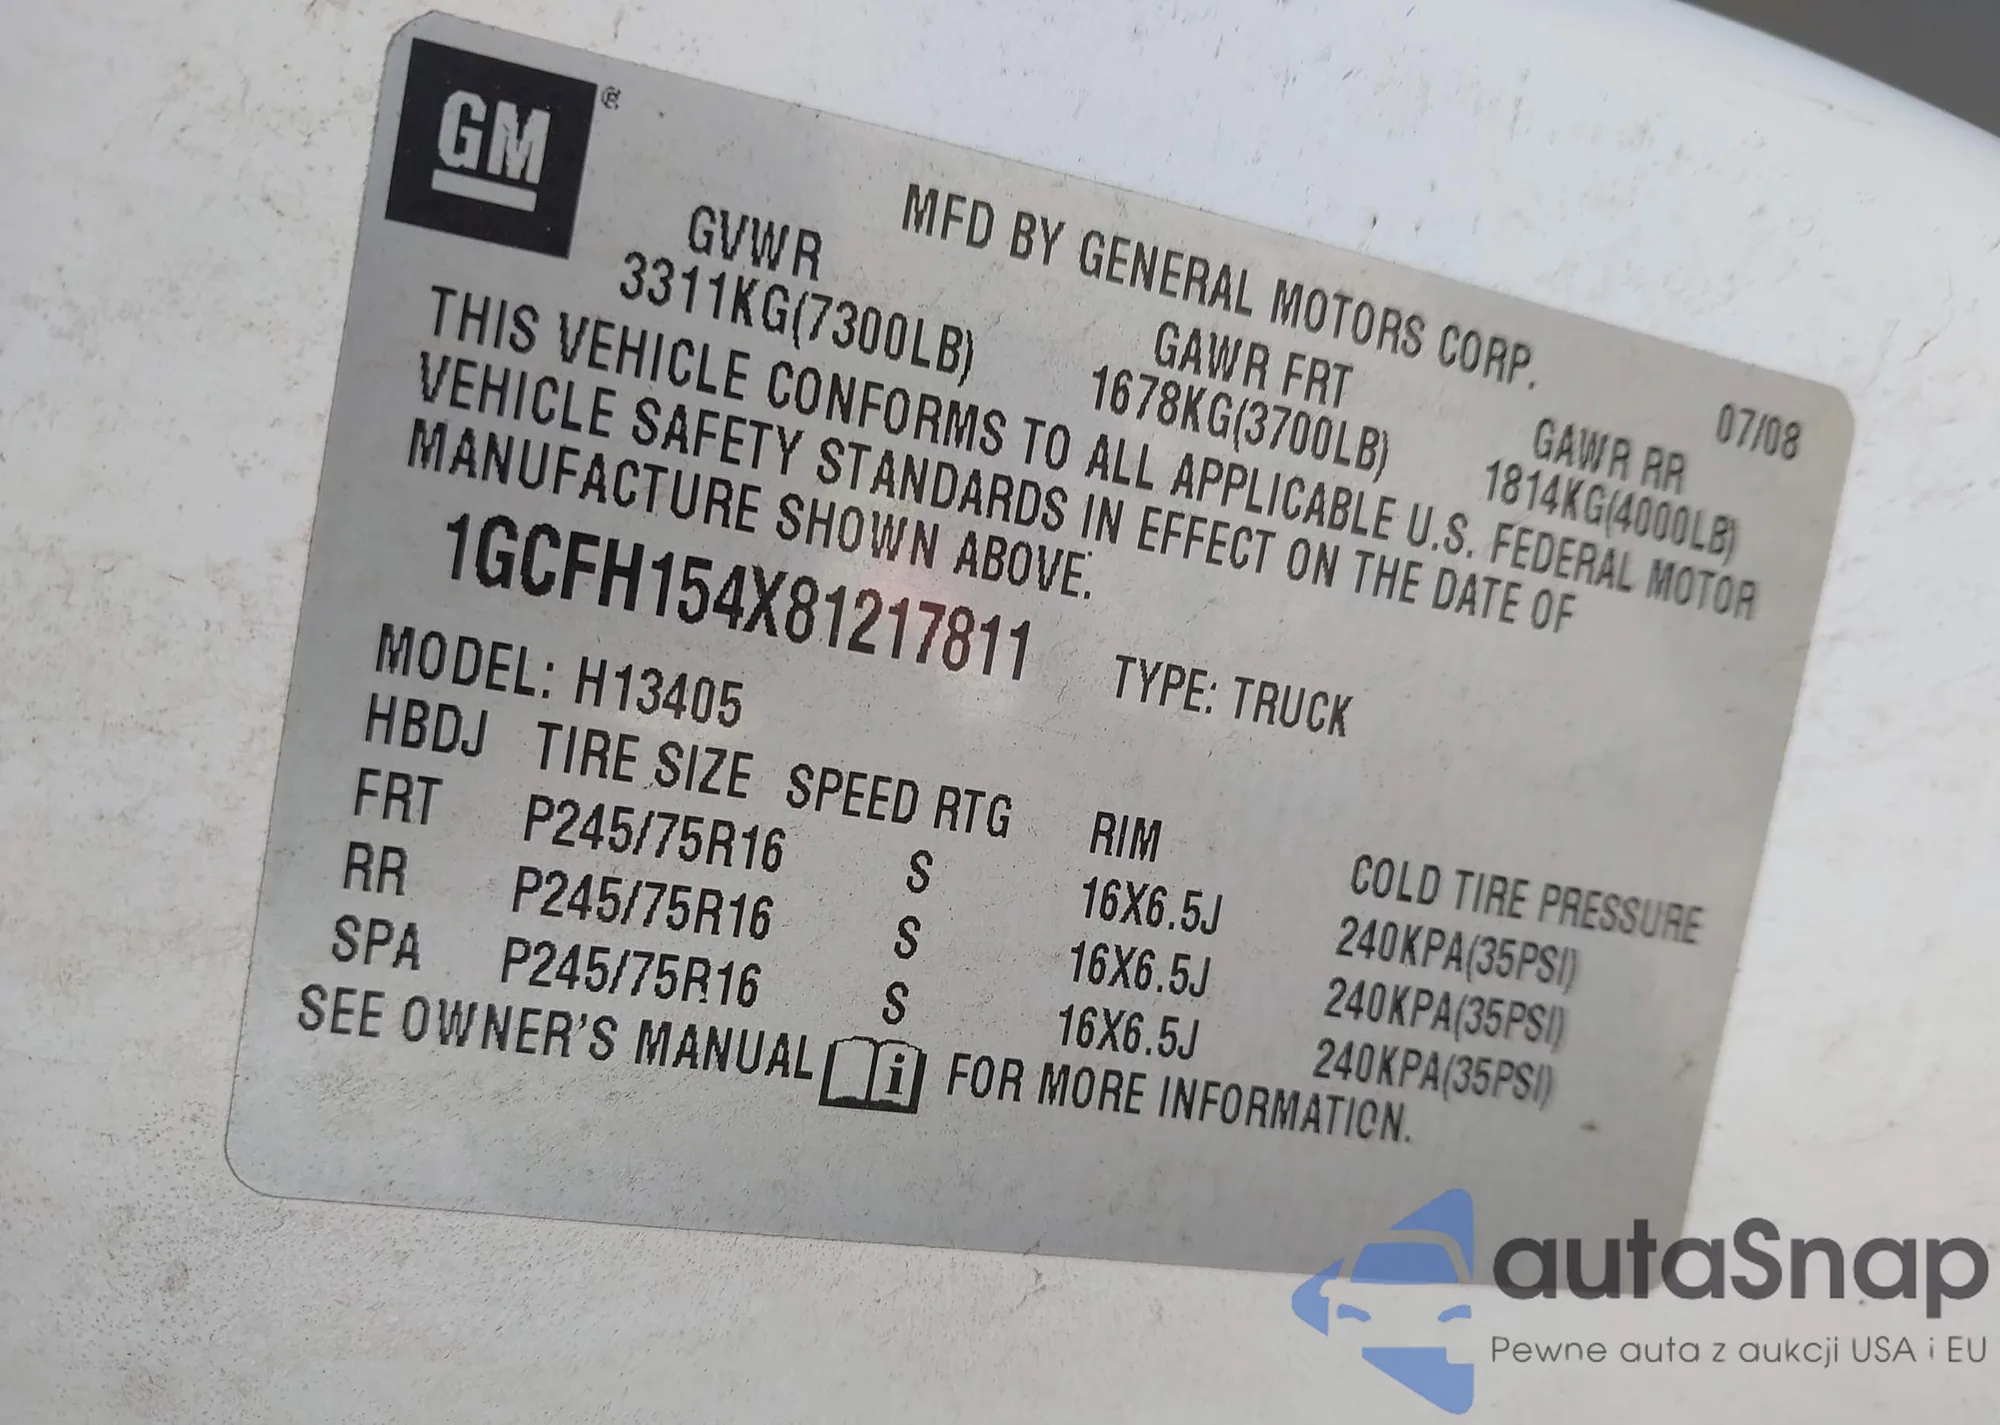 GM®
MFD BY GENERAL MOTORS CORP. 07/08
GVWR GAWR FRT GAWR RR
3311KG(7300LB) 1678KG(3700LB) 1814KG(4000LB)
THIS VEHICLE CONFORMS TO ALL APPLICABLE U.S. FEDERAL MOTOR
VEHICLE SAFETY STANDARDS IN EFFECT ON THE DATE OF
MANUFACTURE SHOWN ABOVE.
1GCFH154X81217811 TYPE: TRUCK
MODEL: H13405
HBDJ TIRE SIZE SPEED RTG RIM COLD TIRE PRESSURE
FRT P245/75R16 S 16X6.5J 240KPA(35PSI)
RR P245/75R16 S 16X6.5J 240KPA(35PSI)
SPA P245/75R16 S 16X6.5J 240KPA(35PSI)
SEE OWNER'S MANUAL i FOR MORE INFORMATION.
autaSnap
Pewne auta z aukcji USA i EU